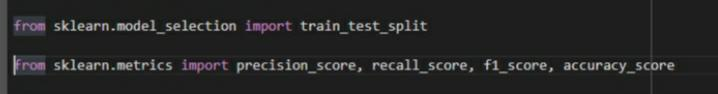 from sklearn.model_selection import train_test_split
from sklearn.metrics import precision_score, recall_score, f1_score, accuracy_score